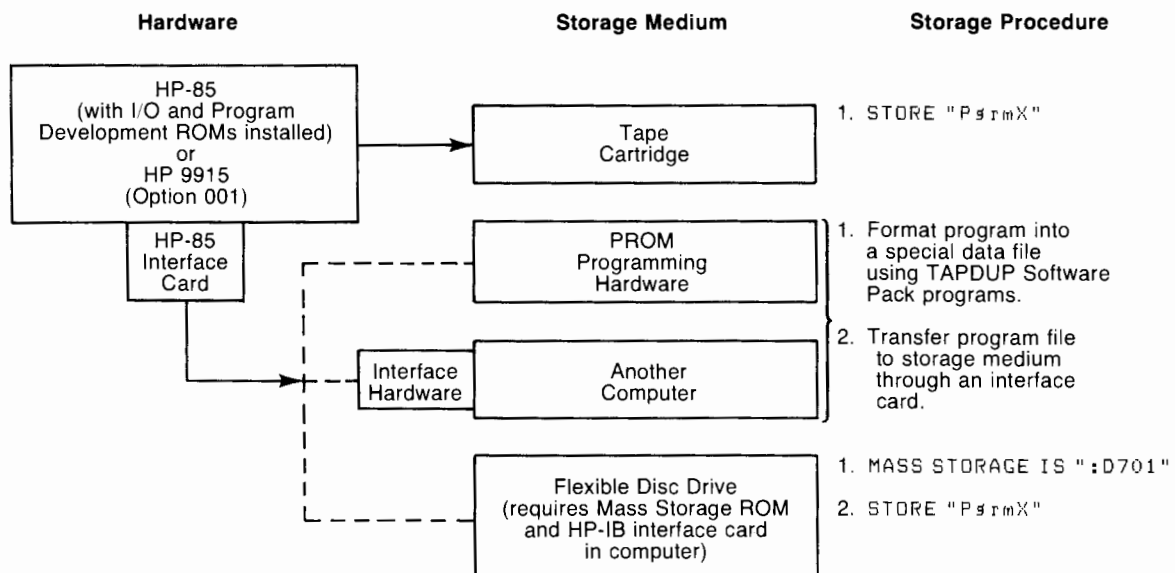 Hardware
Storage Medium
Storage Procedure
HP-85
(with I/O and Program
Development ROMs installed)
or
HP 9915
(Option 001)
HP-85
Interface
Card
Tape
Cartridge
1. STORE "PgrmX"
PROM
Programming
Hardware
Interface
Hardware
Another
Computer
1. Format program into
a special data file
using TAPDUP Software
Pack programs.
2. Transfer program file
to storage medium
through an interface
card.
Flexible Disc Drive
(requires Mass Storage ROM
and HP-IB interface card
in computer)
1. MASS STORAGE IS ":D701"
2. STORE "PgrmX"